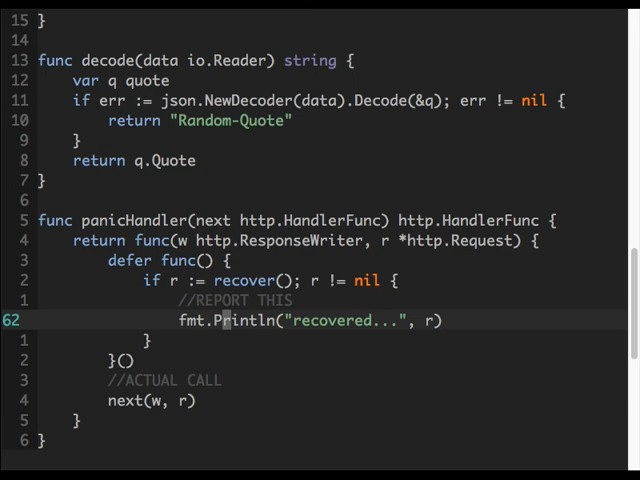 15 }
14
13 func decode(data io.Reader) string {
12     var q quote
11     if err := json.NewDecoder(data).Decode(&q); err != nil {
10         return "Random-Quote"
9     }
8     return q.Quote
7 }
6
5 func panicHandler(next http.HandlerFunc) http.HandlerFunc {
4     return func(w http.ResponseWriter, r *http.Request) {
3         defer func() {
2             if r := recover(); r != nil {
1                 //REPORT THIS
62                 fmt.Println("recovered...", r)
1             }
2         }()
3         //ACTUAL CALL
4         next(w, r)
5     }
6 }